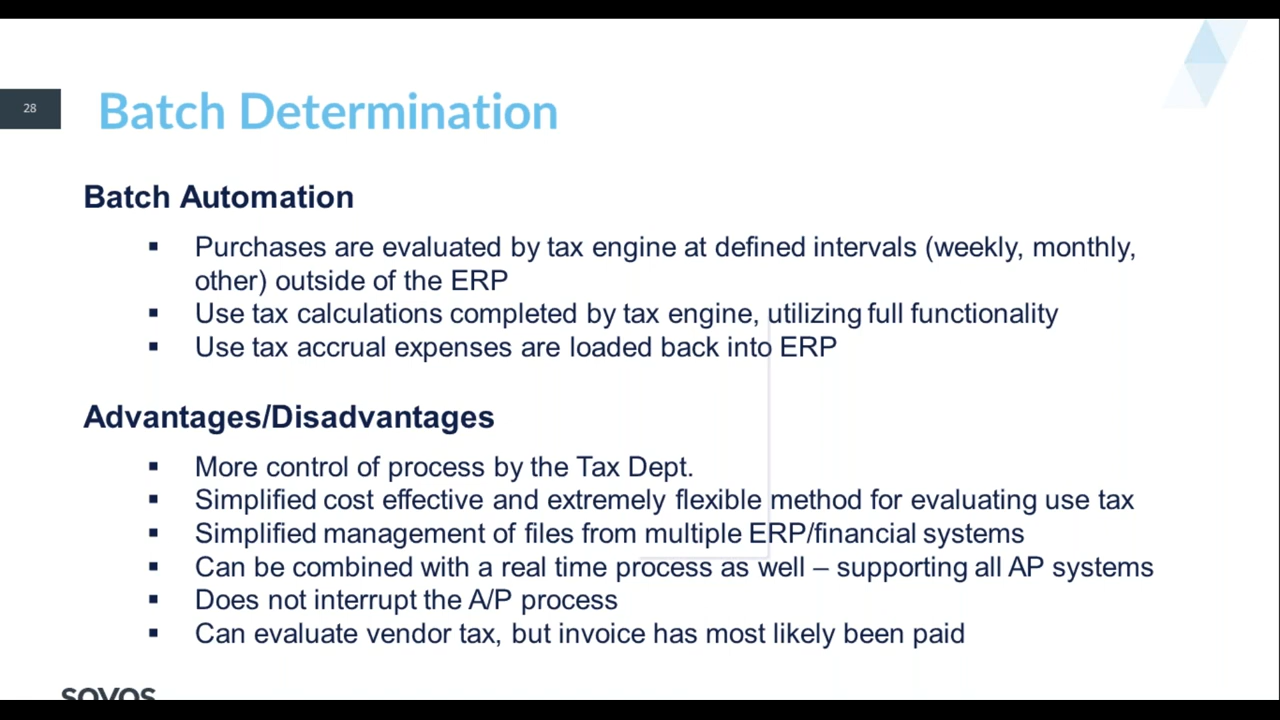 28
Batch Determination
Batch Automation
▪ Purchases are evaluated by tax engine at defined intervals (weekly, monthly,
other) outside of the ERP
▪ Use tax calculations completed by tax engine, utilizing full functionality
▪ Use tax accrual expenses are loaded back into ERP
Advantages/Disadvantages
▪ More control of process by the Tax Dept.
▪ Simplified cost effective and extremely flexible method for evaluating use tax
▪ Simplified management of files from multiple ERP/financial systems
▪ Can be combined with a real time process as well – supporting all AP systems
▪ Does not interrupt the A/P process
▪ Can evaluate vendor tax, but invoice has most likely been paid
sovos